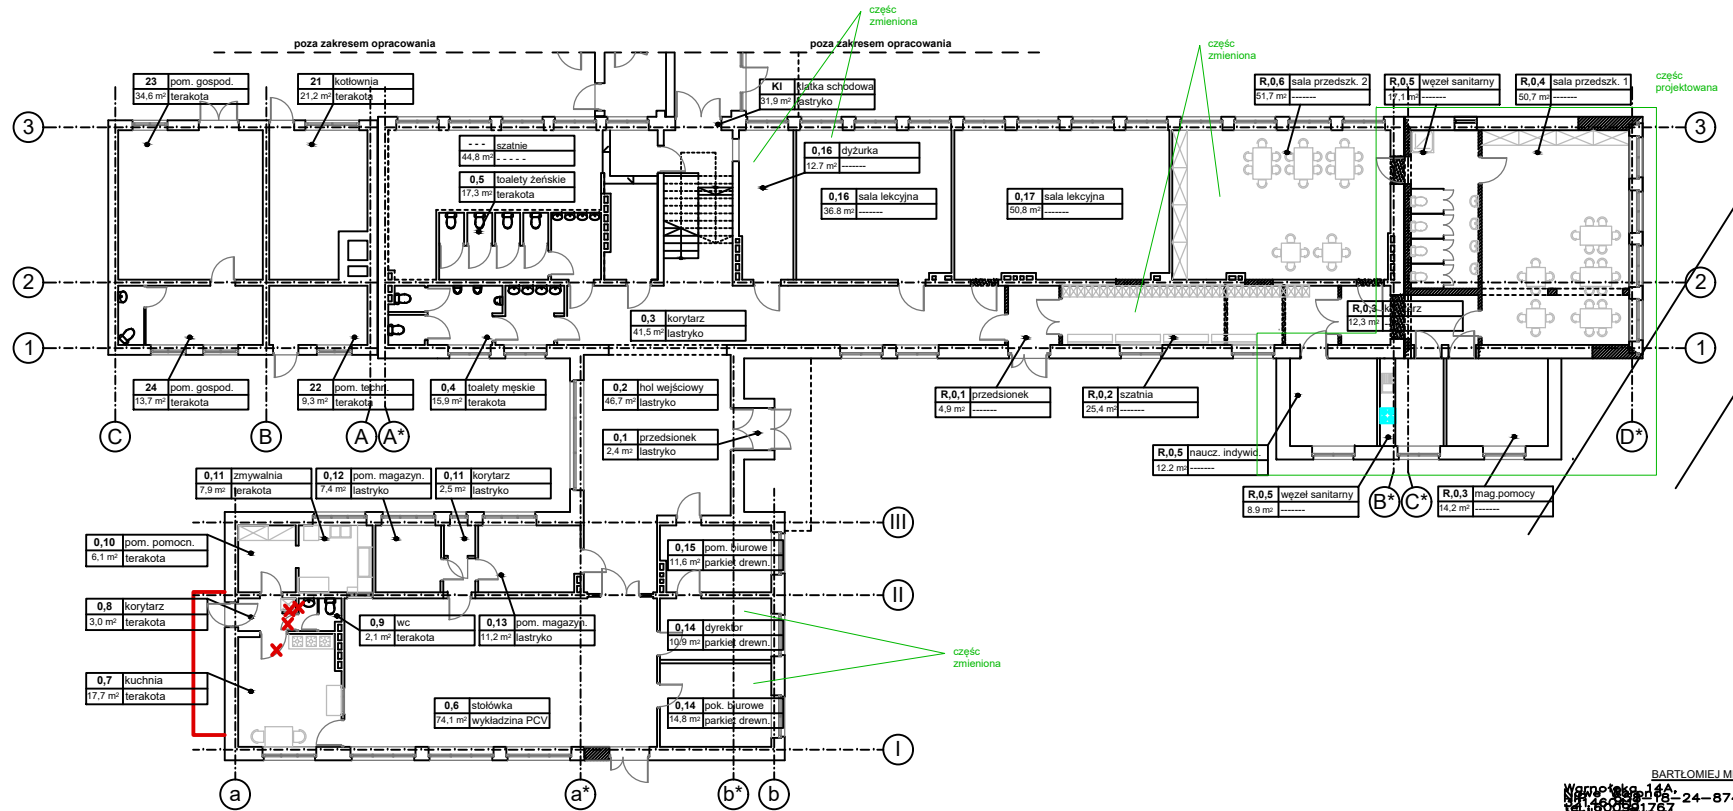 część
zmieniona
poza zakresem opracowania
poza zakresem opracowania
część
zmieniona
część
projektowana
23 pom. gospod.
34,6 m² terakota
21 kotłownia
21,2 m² terakota
KI klatka schodowa
31,9 m² lastryko
R,0,6 sala przedszk. 2
51,7 m² -------
R,0,5 węzeł sanitarny
17,1 m² -------
R,0,4 sala przedszk. 1
50,7 m² -------
3
3
--- szatnie
44,8 m² - - - - -
0,5 toalety żeńskie
17,3 m² terakota
0,16 dyżurka
12.7 m² -------
0,16 sala lekcyjna
36.8 m² -------
0,17 sala lekcyjna
50,8 m² -------
2
2
0,3 korytarz
41,5 m² lastryko
R,0,3
12,3 m² -------
1
1
24 pom. gospod.
13,7 m² terakota
22 pom. techn.
9,3 m² terakota
0,4 toalety męskie
15,9 m² terakota
0,2 hol wejściowy
46,7 m² lastryko
R,0,1 przedsionek
4,9 m² -------
R,0,2 szatnia
25,4 m² -------
C
B
A
A*
D*
0,1 przedsionek
2,4 m² lastryko
R,0,5 naucz. indywid.
12.2 m² -------
0,11 zmywalnia
7,9 m² terakota
0,12 pom. magazyn.
7,4 m² lastryko
0,11 korytarz
2,5 m² lastryko
R,0,5 węzeł sanitarny
8.9 m² -------
B*
C*
R,0,3 mag.pomocy
14,2 m² -------
III
0,10 pom. pomocn.
6,1 m² terakota
0,15 pom. biurowe
11,6 m² parkiet drewn.
II
0,8 korytarz
3,0 m² terakota
0,9 wc
2,1 m² terakota
0,13 pom. magazyn.
11,2 m² lastryko
0,14 dyrektor
10,9 m² parkiet drewn.
część
zmieniona
0,7 kuchnia
17,7 m² terakota
0,6 stołówka
74,1 m² wykładzina PCV
0,14 pok. biurowe
14,8 m² parkiet drewn.
I
a
a*
b*
b
BARTŁOMIEJ